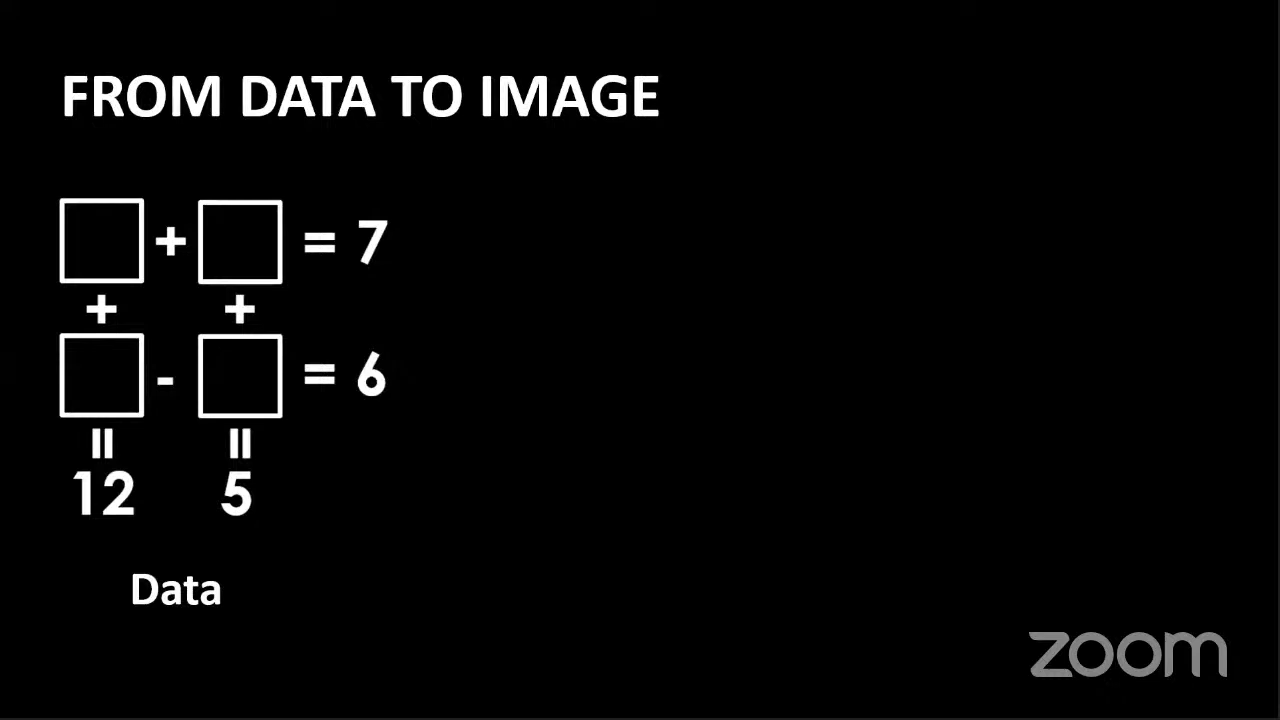 FROM DATA TO IMAGE
+ = 7
+ +
- = 6
= =
12 5
Data
zoom